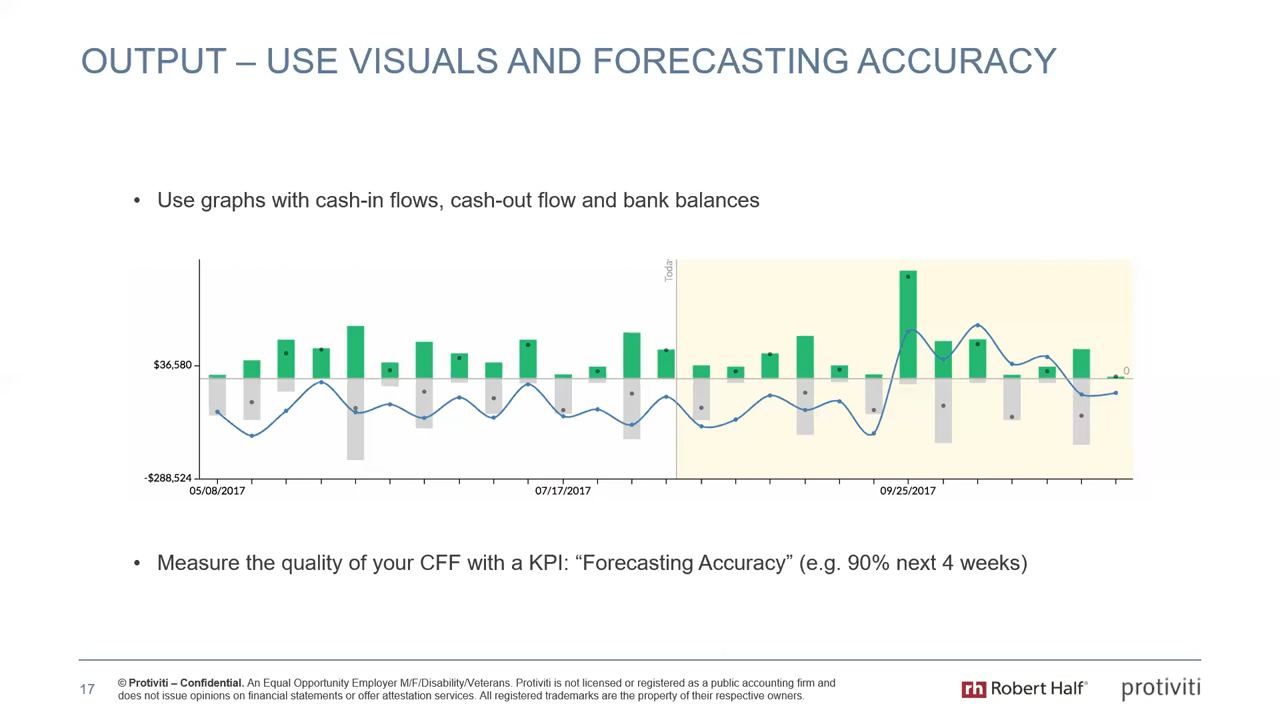 OUTPUT – USE VISUALS AND FORECASTING ACCURACY
• Use graphs with cash-in flows, cash-out flow and bank balances
Today
$36,580
0
-$288,524
05/08/2017 07/17/2017 09/25/2017
• Measure the quality of your CFF with a KPI: “Forecasting Accuracy” (e.g. 90% next 4 weeks)
17
© Protiviti – Confidential. An Equal Opportunity Employer M/F/Disability/Veterans. Protiviti is not licensed or registered as a public accounting firm and
does not issue opinions on financial statements or offer attestation services. All registered trademarks are the property of their respective owners.
rh Robert Half®
protiviti